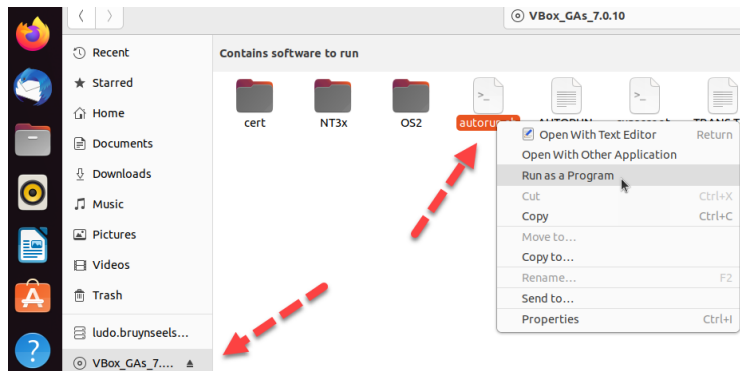 VBox_GAs_7.0.10
Recent
Starred
Home
Documents
Downloads
Music
Pictures
Videos
Trash
ludo.bruynseels...
VBox_GAs_7....
Contains software to run
cert
NT3x
OS2
Open With Text Editor Return
Open With Other Application
Run as a Program
Cut Ctrl+X
Copy Ctrl+C
Move to...
Copy to...
Rename... F2
Send to...
Properties Ctrl+I